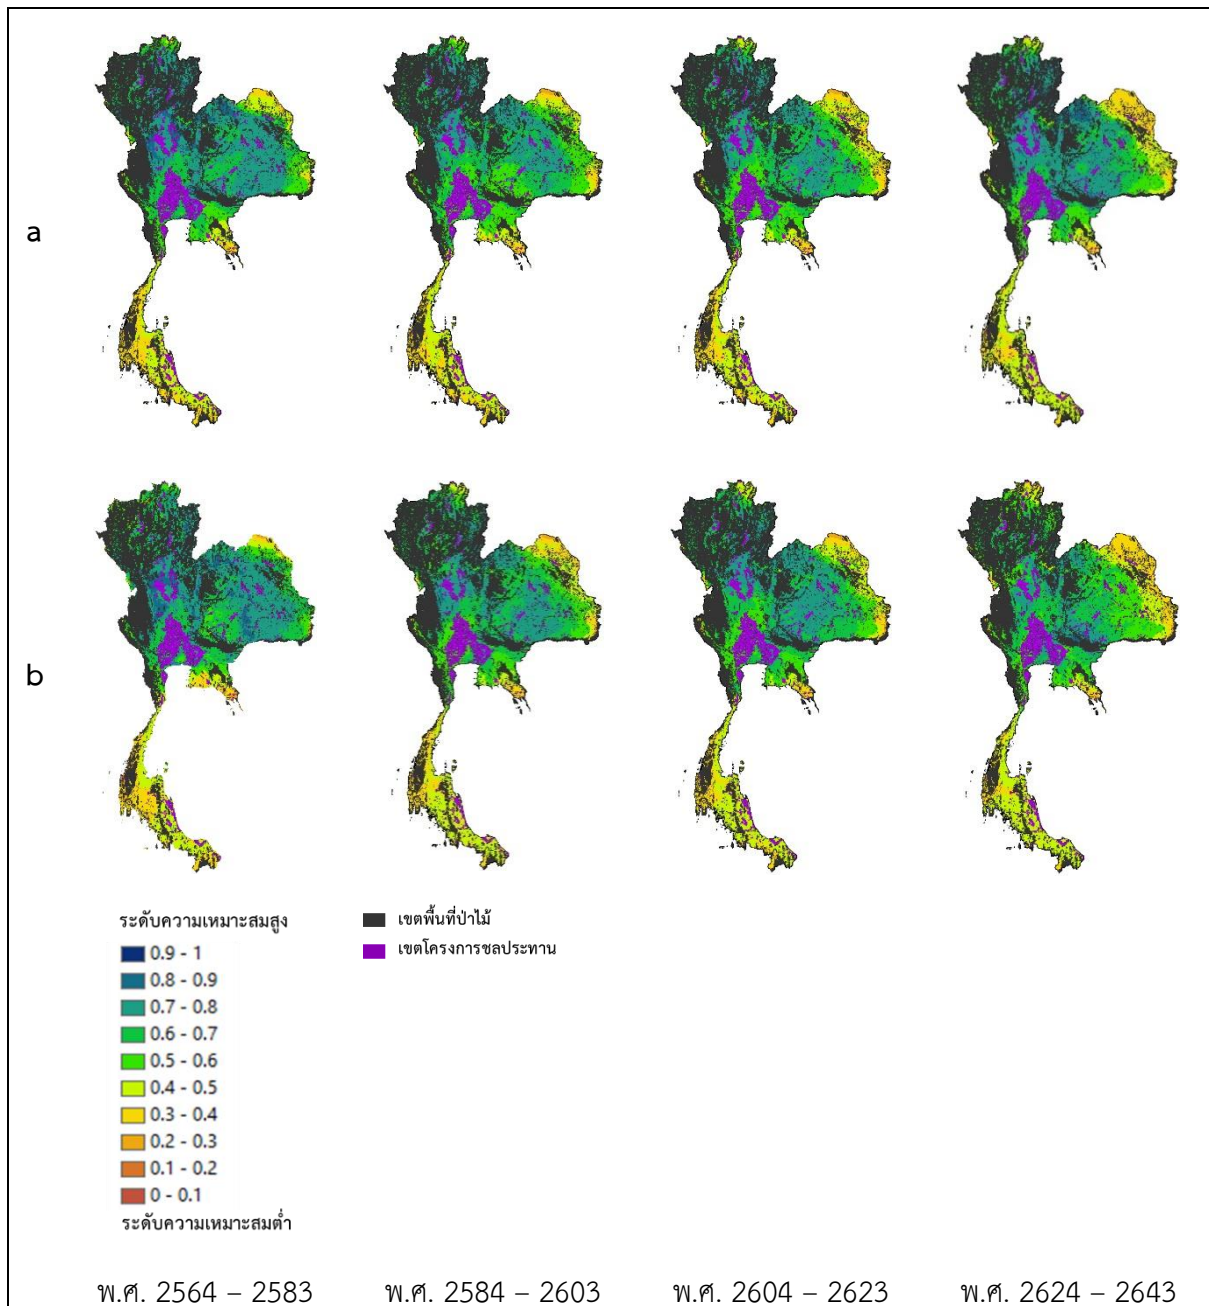 a
b
ระดับความเหมาะสมสูง
0.9 - 1
0.8 - 0.9
0.7 - 0.8
0.6 - 0.7
0.5 - 0.6
0.4 - 0.5
0.3 - 0.4
0.2 - 0.3
0.1 - 0.2
0 - 0.1
ระดับความเหมาะสมต่ำ
เขตพื้นที่ป่าไม้
เขตโครงการชลประทาน
พ.ศ. 2564 – 2583
พ.ศ. 2584 – 2603
พ.ศ. 2604 – 2623
พ.ศ. 2624 – 2643